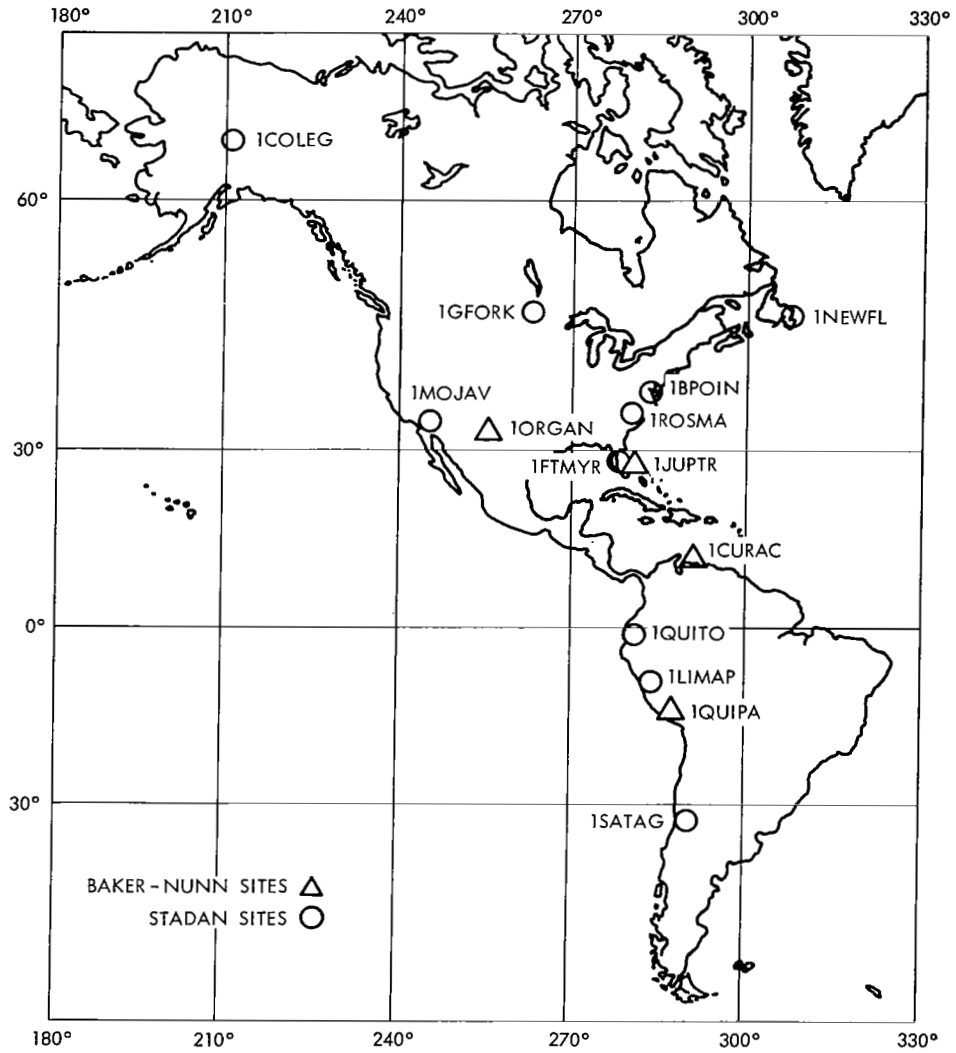 180° 210° 240° 270° 300° 330°
1COLEG
60°
1GFORK
1NEWFL
1BPOIN
1MOJAV
1ROSMA
1ORGAN
30°
1FTMYR
1JUPTR
1CURAC
0°
1QUITO
1LIMAP
1QUIPA
30°
1SATAG
BAKER-NUNN SITES
STADAN SITES
180° 210° 240° 270° 300° 330°